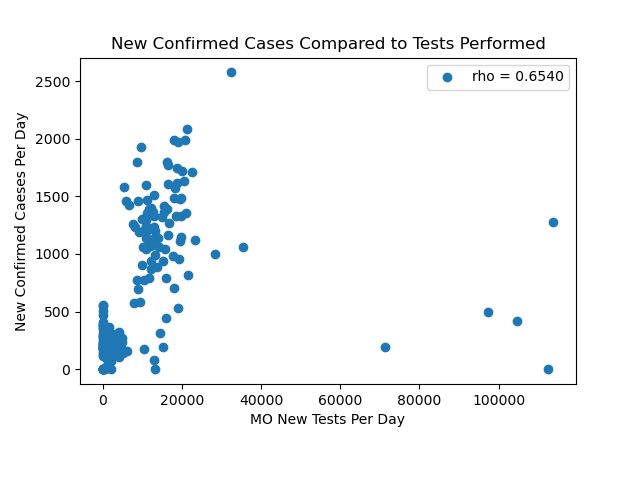 New Confirmed Cases Compared to Tests Performed
rho = 0.6540
New Confirmed Caeses Per Day
2500
2000
1500
1000
500
0
0 20000 40000 60000 80000 100000
MO New Tests Per Day